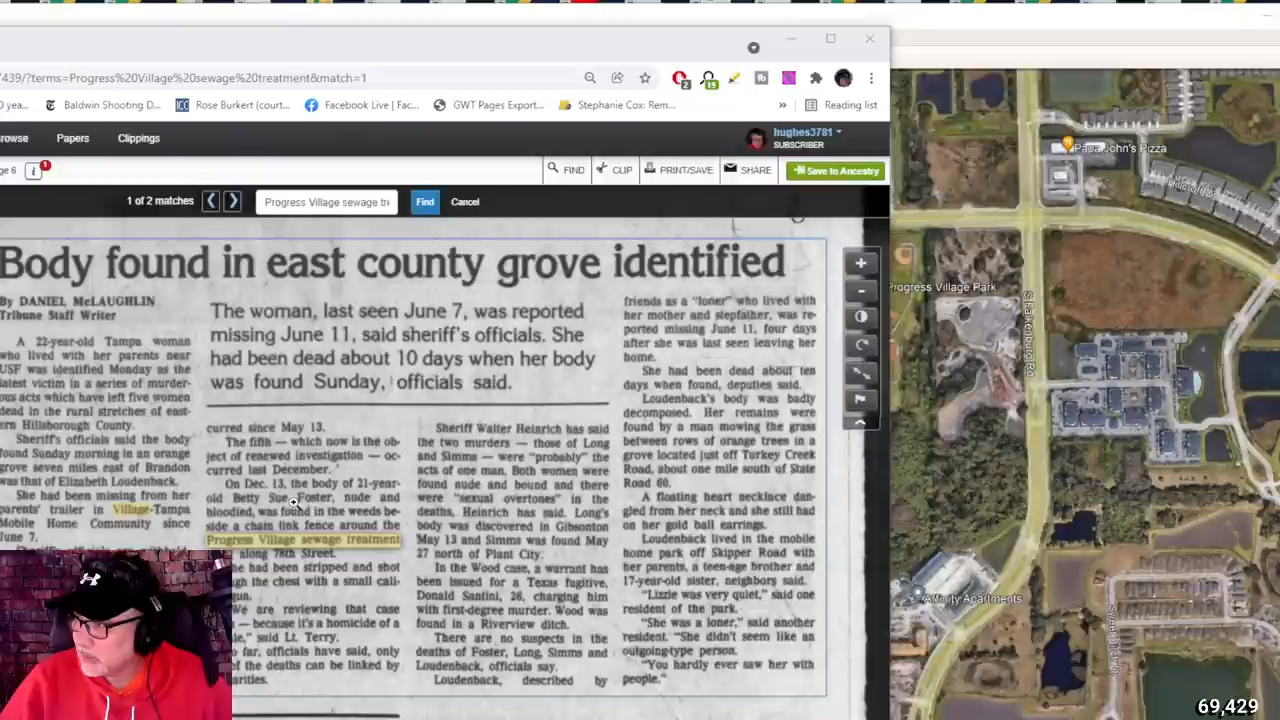 7439/?terms=Progress%20Village%20sewage%20treatment&match=1
2
19
Baldwin Shooting D...
Rose Burkert (court...
Facebook Live | Fac...
GWT Pages Export...
Stephanie Cox: Rem...
»
Reading list
rowse
Papers
Clippings
hughes3781
SUBSCRIBER
ge 6
1
FIND
CLIP
PRINT/SAVE
SHARE
Save to Ancestry
1 of 2 matches
Progress Village sewage tre
Find
Cancel
Body found in east county grove identified
By DANIEL McLAUGHLIN
Tribune Staff Writer
A 22-year-old Tampa woman
who lived with her parents near
USF was identified Monday as the
latest victim in a series of murder-
ous acts which have left five women
dead in the rural stretches of east-
ern Hillsborough County.
Sheriff's officials said the body
found Sunday morning in an orange
grove seven miles east of Brandon
was that of Elizabeth Loudenback.
She had been missing from her
parents' trailer in Village-Tampa
Mobile Home Community since
June 7.
The woman, last seen June 7, was reported
missing June 11, said sheriff's officials. She
had been dead about 10 days when her body
was found Sunday, officials said.
curred since May 13.
The fifth — which now is the ob-
ject of renewed investigation — oc-
curred last December.
On Dec. 13, the body of 21-year-
old Betty Sue Foster, nude and
bloodied, was found in the weeds be-
side a chain link fence around the
Progress Village sewage treatment
along 78th Street.
he had been stripped and shot
gh the chest with a small cali-
gun.
We are reviewing that case
— because it's a homicide of a
le," said Lt. Terry.
o far, officials have said, only
of the deaths can be linked by
arities.
Sheriff Walter Heinrich has said
the two murders — those of Long
and Simms — were "probably" the
acts of one man. Both women were
found nude and bound and there
were "sexual overtones" in the
deaths, Heinrich has said. Long's
body was discovered in Gibsonton
May 13 and Simms was found May
27 north of Plant City.
In the Wood case, a warrant has
been issued for a Texas fugitive,
Donald Santini, 26, charging him
with first-degree murder. Wood was
found in a Riverview ditch.
There are no suspects in the
deaths of Foster, Long, Simms and
Loudenback, officials say.
Loudenback, described by
friends as a "loner" who lived with
her mother and stepfather, was re-
ported missing June 11, four days
after she was last seen leaving her
home.
She had been dead about ten
days when found, deputies said.
Loudenback's body was badly
decomposed. Her remains were
found by a man mowing the grass
between rows of orange trees in a
grove located just off Turkey Creek
Road, about one mile south of State
Road 60.
A floating heart necklace dan-
gled from her neck and she still had
on her gold ball earrings.
Loudenback lived in the mobile
home park off Skipper Road with
her parents, a teen-age brother and
17-year-old sister, neighbors said.
"Lizzie was very quiet," said one
resident of the park.
"She was a loner," said another
resident. "She didn't seem like an
outgoing-type person.
"You hardly ever saw her with
people."
Papa John's Pizza
Progress Village Park
S Falkenburg Rd
Affinity Apartments
69,429